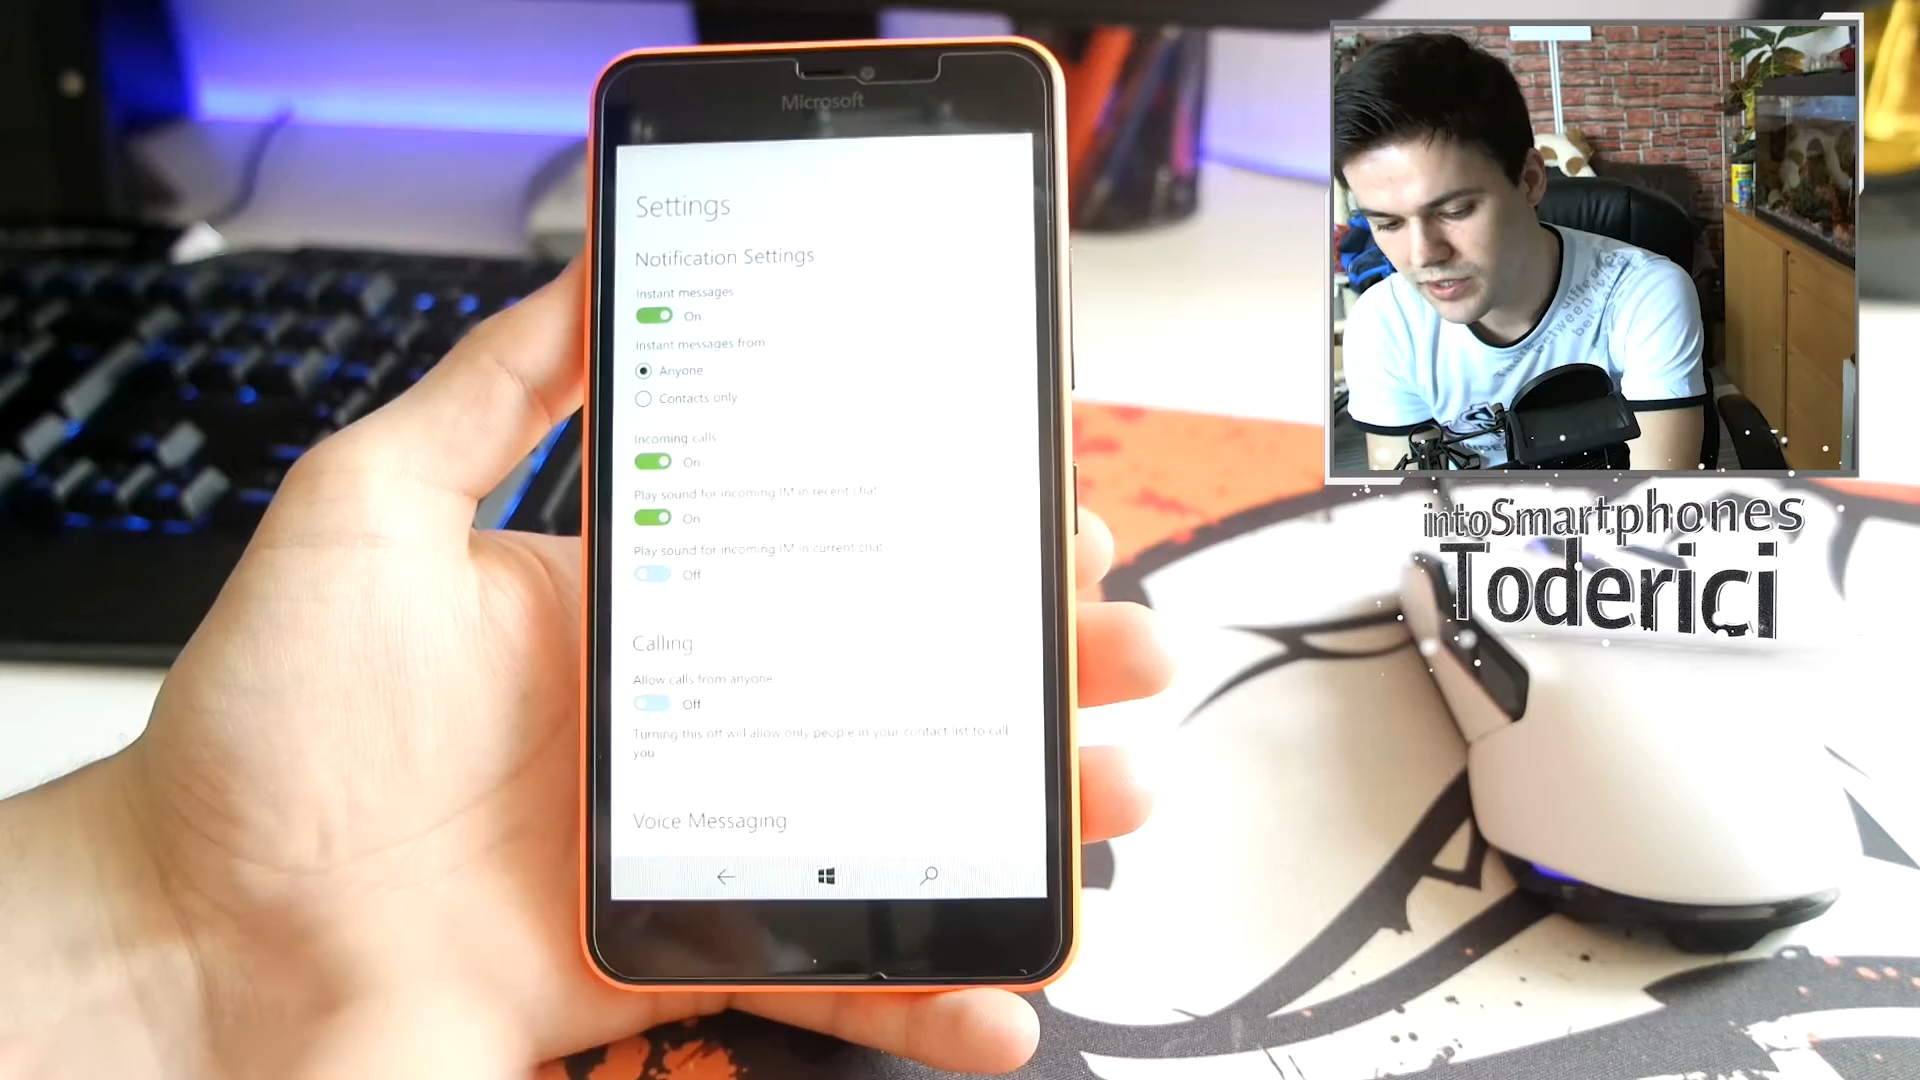 Microsoft
Settings
Notification Settings
Instant messages
On
Instant messages from
Anyone
Contacts only
Incoming calls
On
Play sound for incoming IM in recent chat
On
Play sound for incoming IM in current chat
Off
Calling
Allow calls from anyone
Off
Turning this off will allow only people in your contact list to call
you.
Voice Messaging
intoSmartphones
Toderici